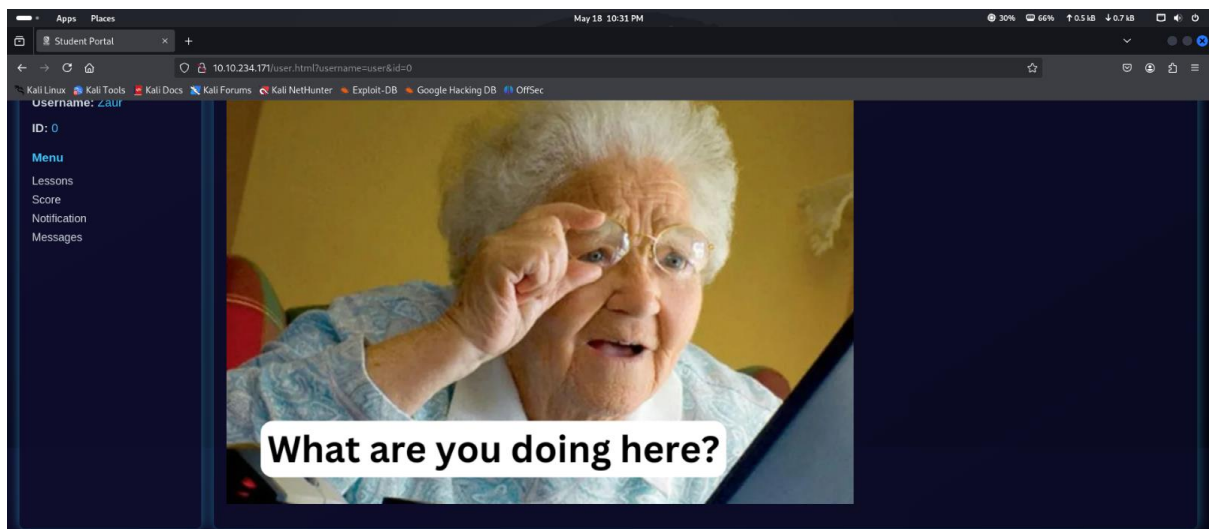 Apps Places May 18 10:31 PM 30% 66% ↑ 0.5 kB ↓ 0.7 kB
Student Portal × +
10.10.234.171/user.html?username=user&id=0
Kali Linux Kali Tools Kali Docs Kali Forums Kali NetHunter Exploit-DB Google Hacking DB OffSec
Username: Zaur
ID: 0
Menu
Lessons
Score
Notification
Messages
What are you doing here?